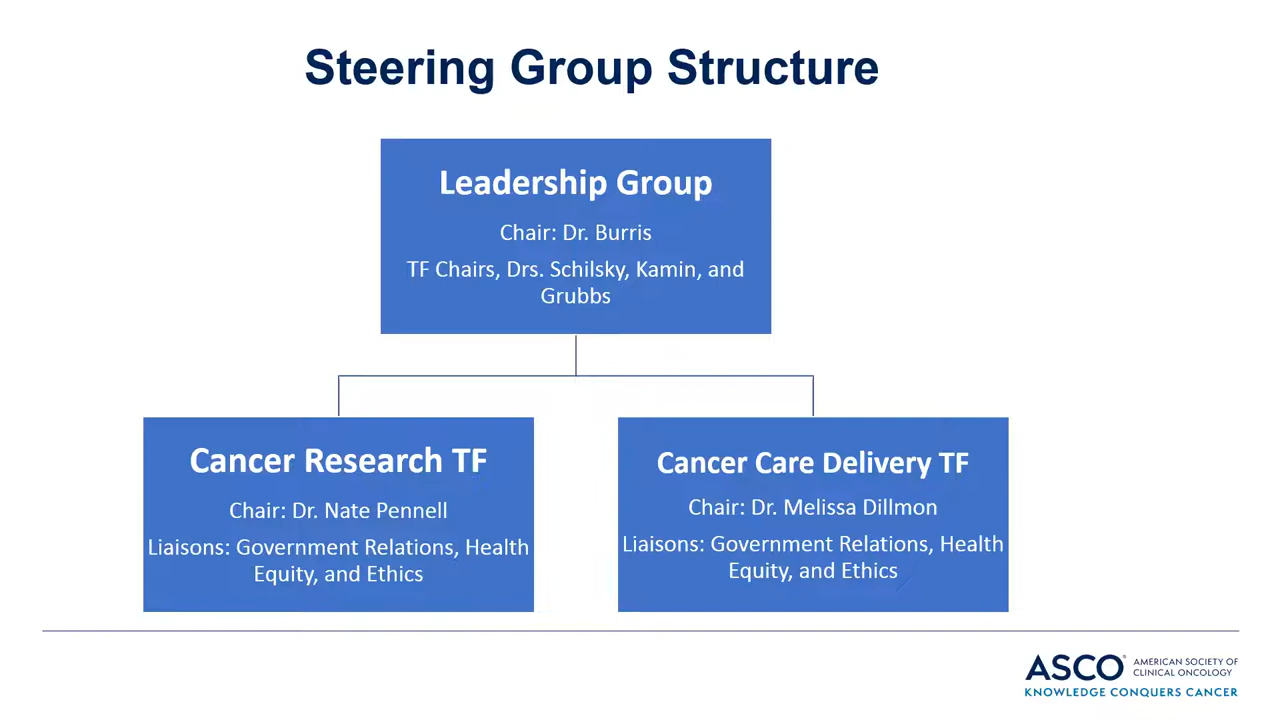 Steering Group Structure
Leadership Group
Chair: Dr. Burris
TF Chairs, Drs. Schilsky, Kamin, and
Grubbs
Cancer Research TF
Chair: Dr. Nate Pennell
Liaisons: Government Relations, Health
Equity, and Ethics
Cancer Care Delivery TF
Chair: Dr. Melissa Dillmon
Liaisons: Government Relations, Health
Equity, and Ethics
ASCO®
AMERICAN SOCIETY OF
CLINICAL ONCOLOGY
KNOWLEDGE CONQUERS CANCER